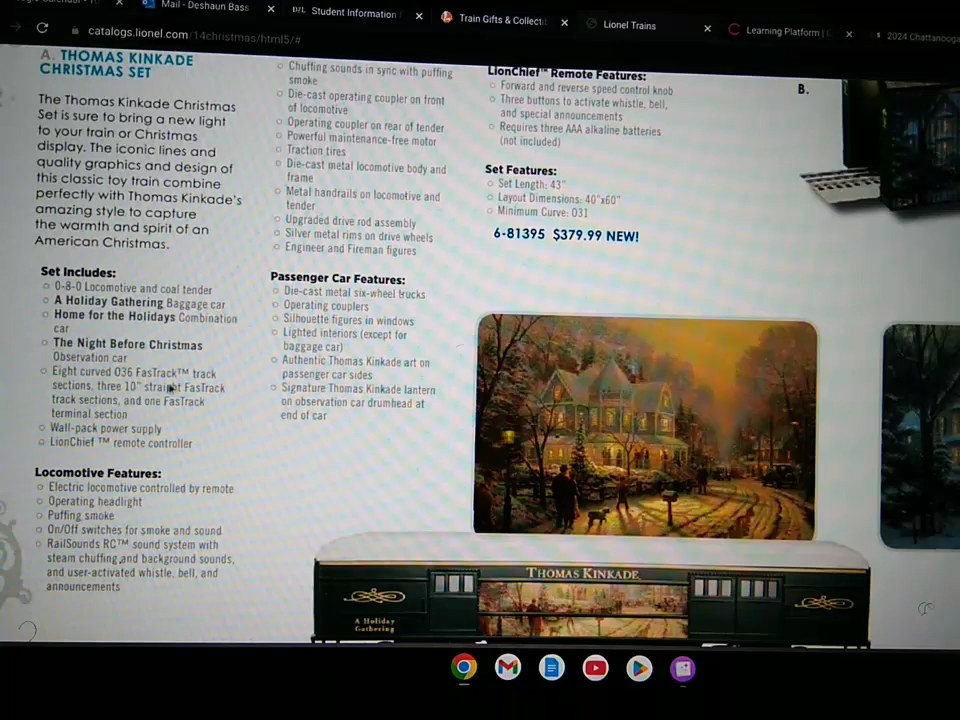 Mail - Deshaun Bass
Student Information
Train Gifts & Collecti
Lionel Trains
Learning Platform
2024 Chattanooga
catalogs.lionel.com/14christmas/html5/#
A. THOMAS KINKADE
CHRISTMAS SET
The Thomas Kinkade Christmas
Set is sure to bring a new light
to your train or Christmas
display. The iconic lines and
quality graphics and design of
this classic toy train combine
perfectly with Thomas Kinkade's
amazing style to capture
the warmth and spirit of an
American Christmas.
Set Includes:
0-8-0 Locomotive and coal tender
A Holiday Gathering Baggage car
Home for the Holidays Combination
car
The Night Before Christmas
Observation car
Eight curved O36 FasTrack™ track
sections, three 10" straight FasTrack
track sections, and one FasTrack
terminal section
Wall-pack power supply
LionChief ™ remote controller
Locomotive Features:
Electric locomotive controlled by remote
Operating headlight
Puffing smoke
On/Off switches for smoke and sound
RailSounds RC™ sound system with
steam chuffing and background sounds,
and user-activated whistle, bell, and
announcements
Chuffing sounds in sync with puffing
smoke
Die-cast operating coupler on front
of locomotive
Operating coupler on rear of tender
Powerful maintenance-free motor
Traction tires
Die-cast metal locomotive body and
frame
Metal handrails on locomotive and
tender
Upgraded drive rod assembly
Silver metal rims on drive wheels
Engineer and Fireman figures
Passenger Car Features:
Die-cast metal six-wheel trucks
Operating couplers
Silhouette figures in windows
Lighted interiors (except for
baggage car)
Authentic Thomas Kinkade art on
passenger car sides
Signature Thomas Kinkade lantern
on observation car drumhead at
end of car
LionChief™ Remote Features:
Forward and reverse speed control knob
Three buttons to activate whistle, bell,
and special announcements
Requires three AAA alkaline batteries
(not included)
Set Features:
Set Length: 43"
Layout Dimensions: 40"x60"
Minimum Curve: O31
6-81395 $379.99 NEW!
B.
THOMAS KINKADE
A Holiday
Gathering